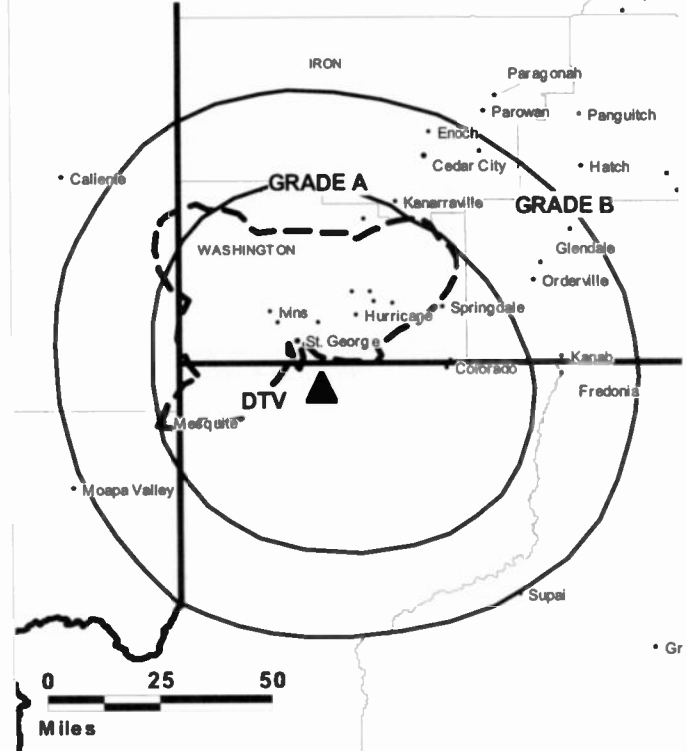 IRON
Paragonah
Parowan
Panguitch
Enoch
Cedar City
Hatch
Caliente
GRADE A
Kanarraville
GRADE B
WASHINGTON
Glendale
Orderville
Ivins
Hurricane
Springdale
St. George
Kanab
Colorado
DTV
Fredonia
Mesquite
Moapa Valley
Supai
Gr
0 25 50
Miles